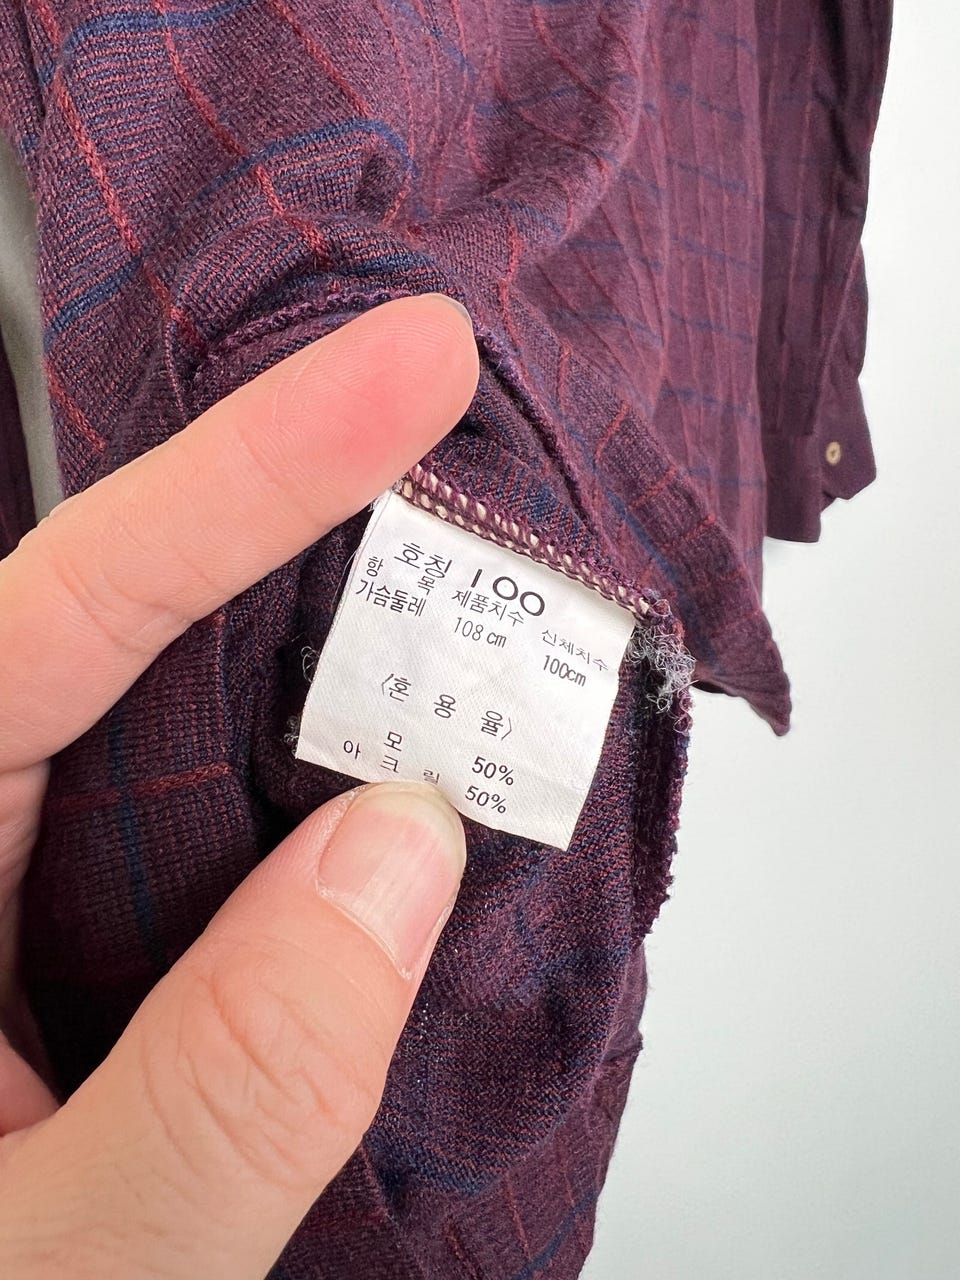 호칭 100
항 목 제품치수 신체치수
가슴둘레 108cm 100cm
〈혼 용 율〉
모 50%
아 크 릴 50%